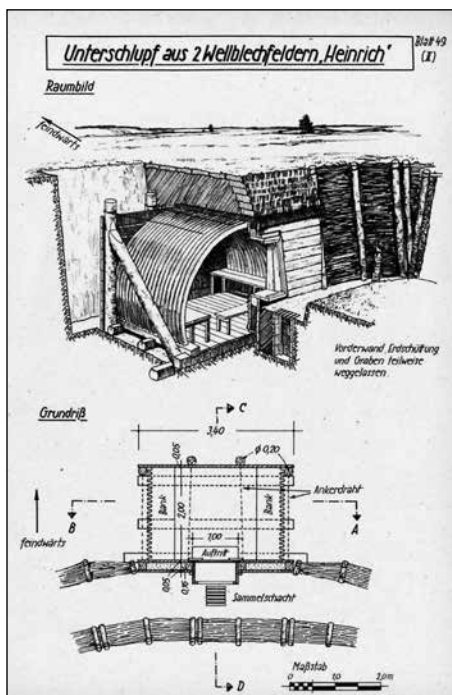 Unterschlupf aus 2 Wellblechfeldern „Heinrich“
Blatt 49
(II)
Raumbild
feindwärts
Vorderwand, Erdschüttung
und Graben teilweise
weggelassen.
Grundriß
C
3,40
0,05
⌀ 0,20
Ankerdraht
Bank
2,00
Bank
B
A
feindwärts
1,00
Auftritt
0,05
0,16
Sammelschacht
D
Maßstab
0
1,0
2,0m